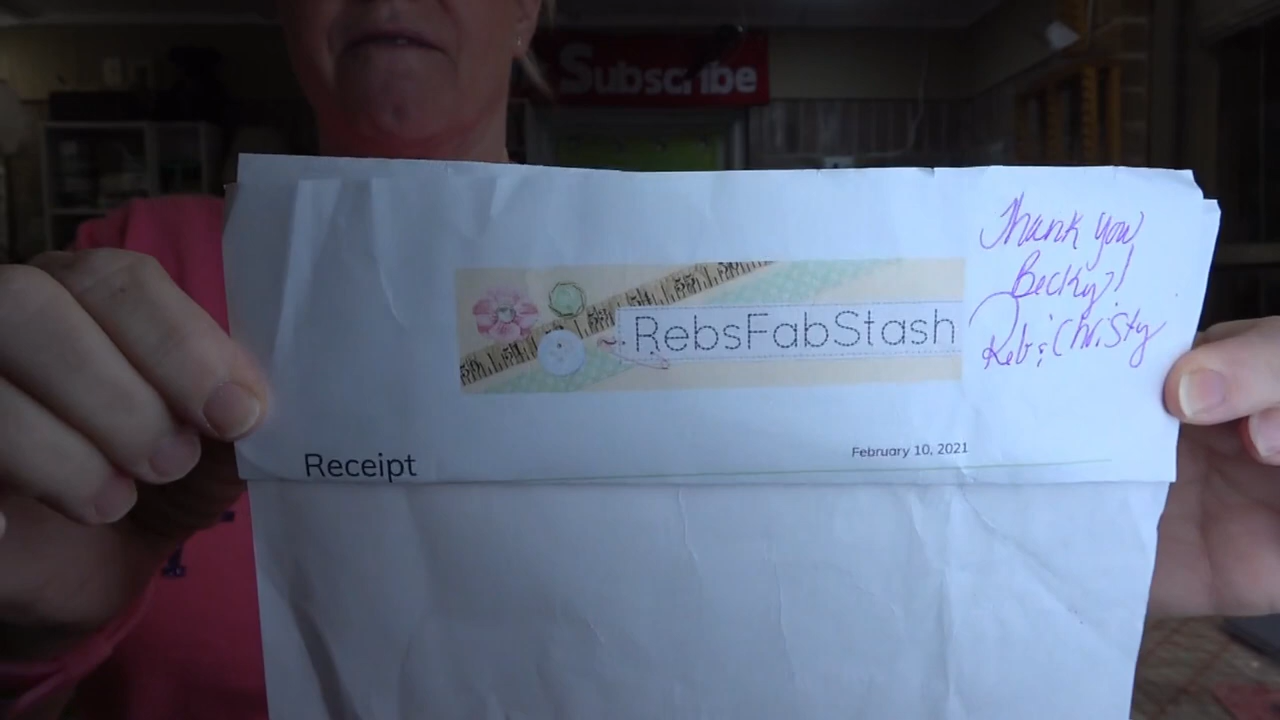 Subscribe
Thank you
Becky!
Reb & Christy
RebsFabStash
February 10, 2021
Receipt